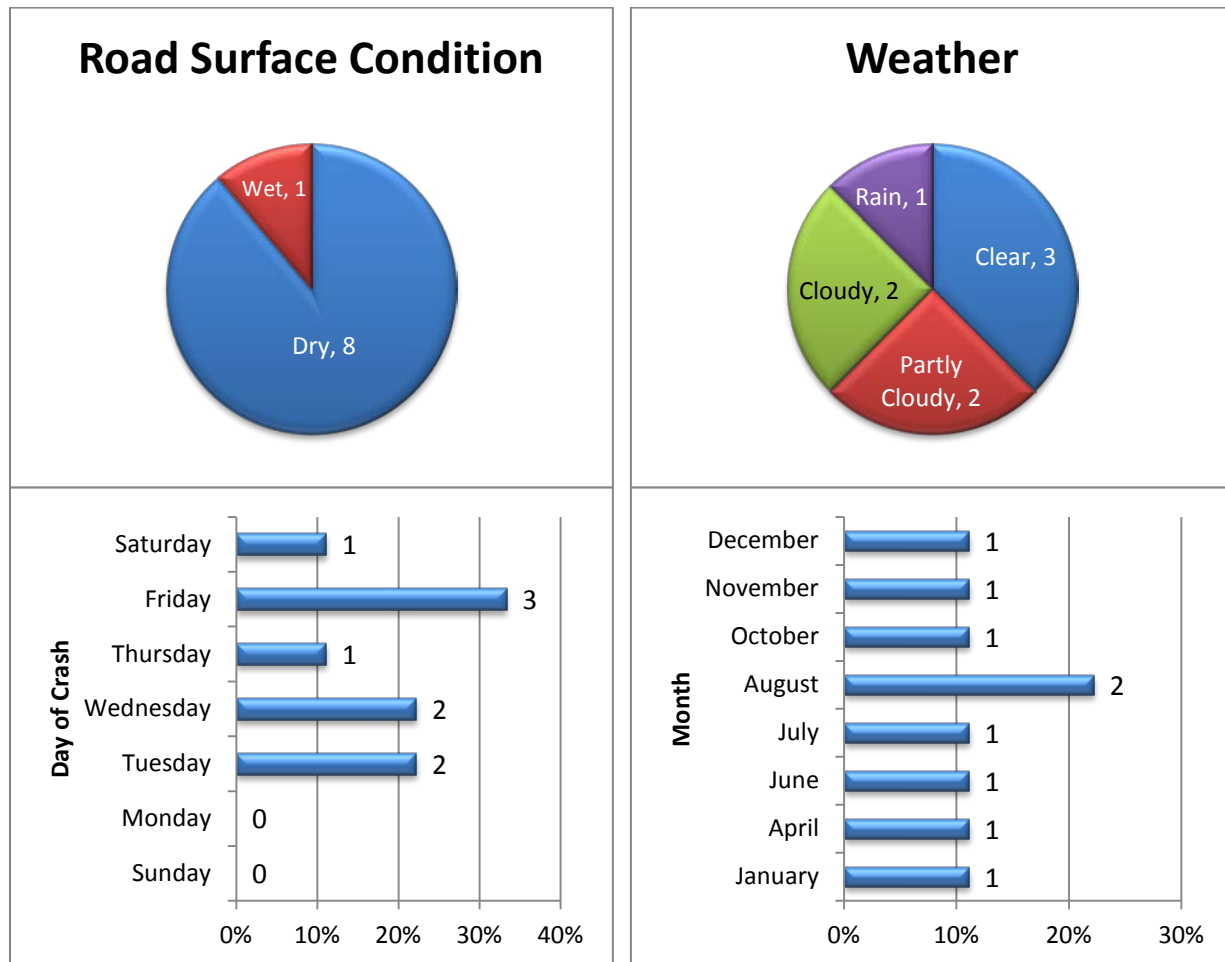 Road Surface Condition
Wet, 1
Dry, 8
Weather
Rain, 1
Clear, 3
Cloudy, 2
Partly
Cloudy, 2
Day of Crash
Saturday 1
Friday 3
Thursday 1
Wednesday 2
Tuesday 2
Monday 0
Sunday 0
0% 10% 20% 30% 40%
Month
December 1
November 1
October 1
August 2
July 1
June 1
April 1
January 1
0% 10% 20% 30%